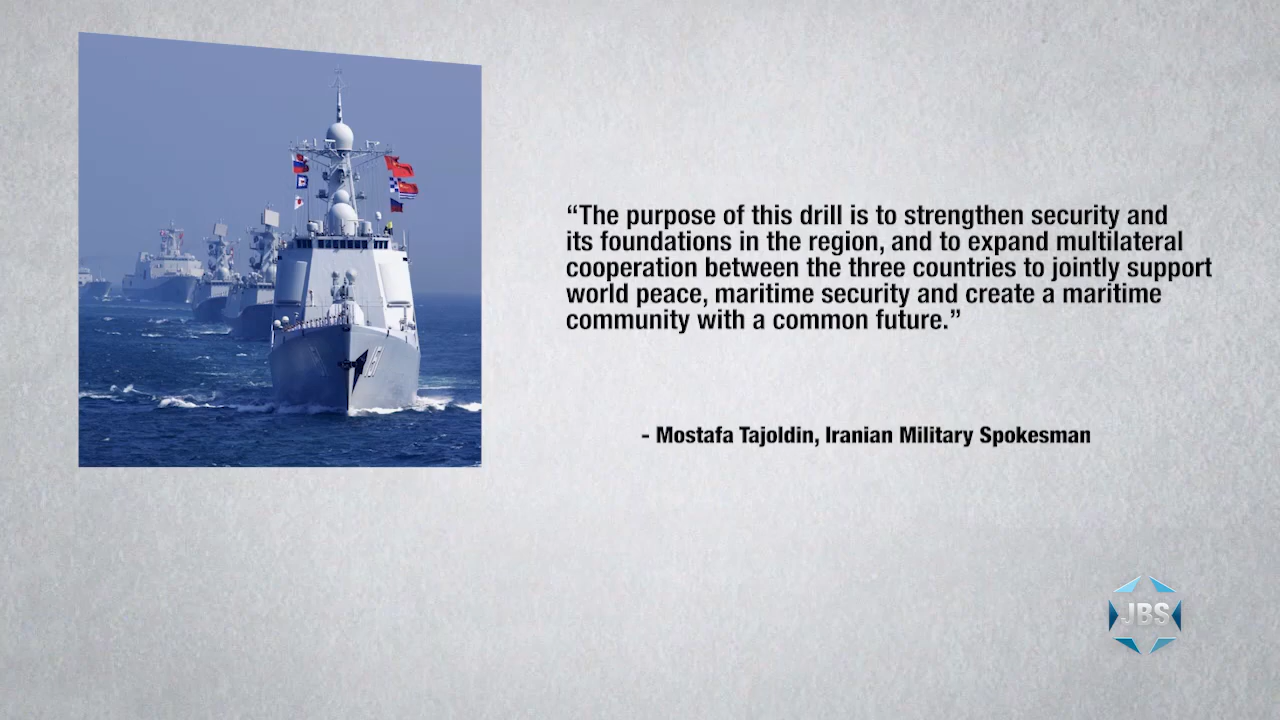 “The purpose of this drill is to strengthen security and
its foundations in the region, and to expand multilateral
cooperation between the three countries to jointly support
world peace, maritime security and create a maritime
community with a common future.”
- Mostafa Tajoldin, Iranian Military Spokesman
JBS